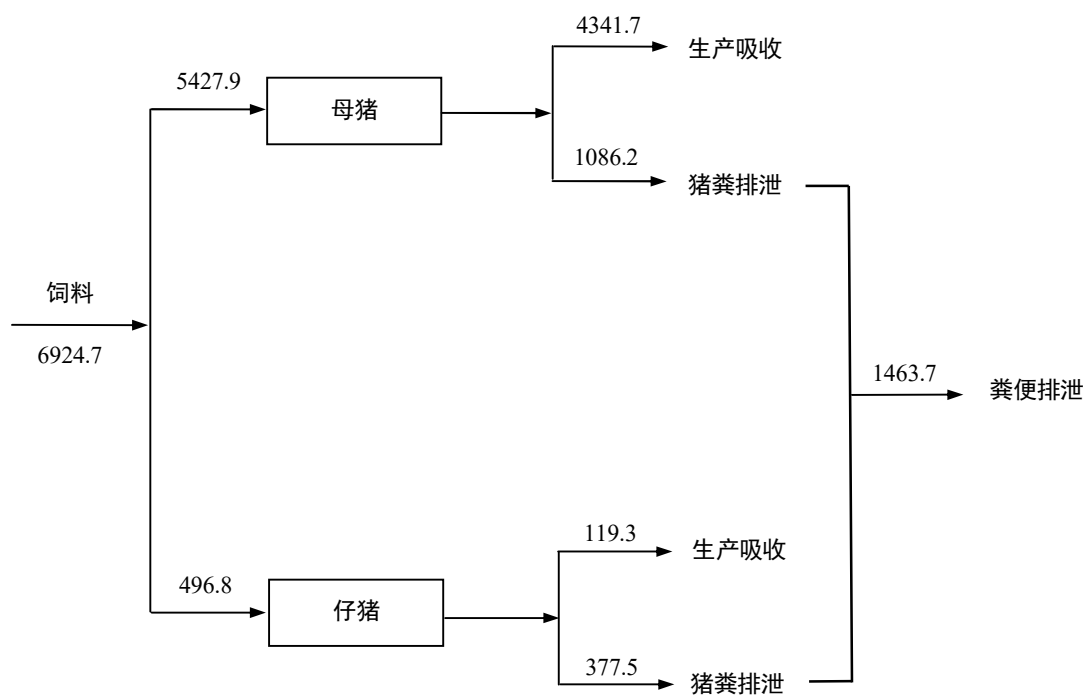 4341.7
生产吸收
5427.9
母猪
1086.2
猪粪排泄
饲料
6924.7
1463.7
粪便排泄
119.3
生产吸收
496.8
仔猪
377.5
猪粪排泄